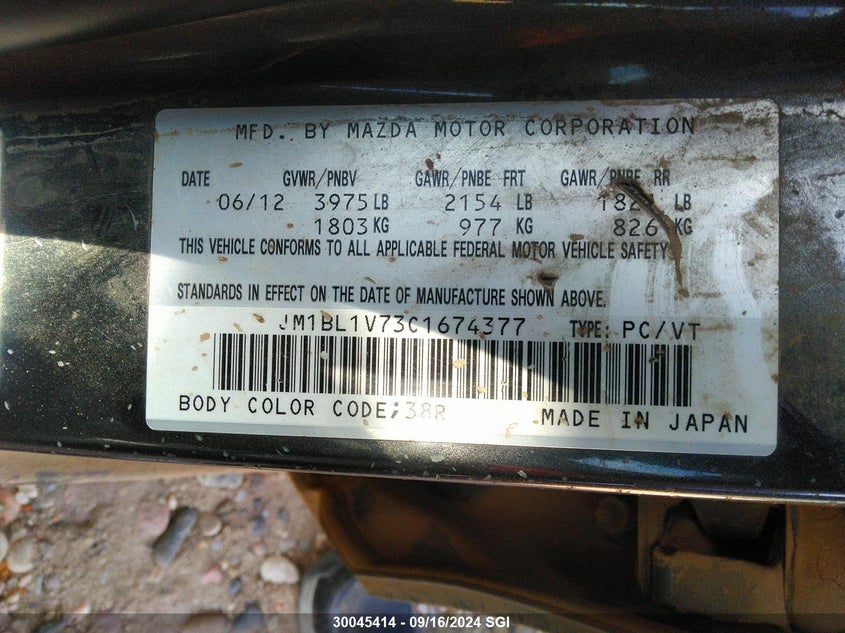 MFD. BY MAZDA MOTOR CORPORATION
DATE GVWR/PNBV GAWR/PNBE FRT GAWR/PNBE RR
06/12 3975 LB 2154 LB LB
1803 KG 977 KG 826 KG
THIS VEHICLE CONFORMS TO ALL APPLICABLE FEDERAL MOTOR VEHICLE SAFETY
STANDARDS IN EFFECT ON THE DATE OF MANUFACTURE SHOWN ABOVE.
JM1BL1V73C1674377 TYPE: PC/VT
BODY COLOR CODE;38R MADE IN JAPAN
30045414 - 09/16/2024 SGI